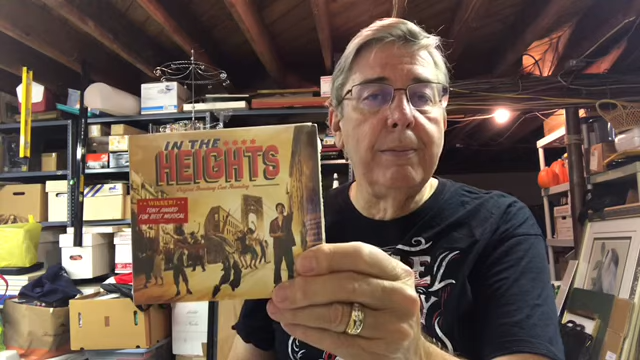 IN THE
HEIGHTS
Original Broadway Cast Recording
WINNER!
TONY AWARD
FOR BEST MUSICAL